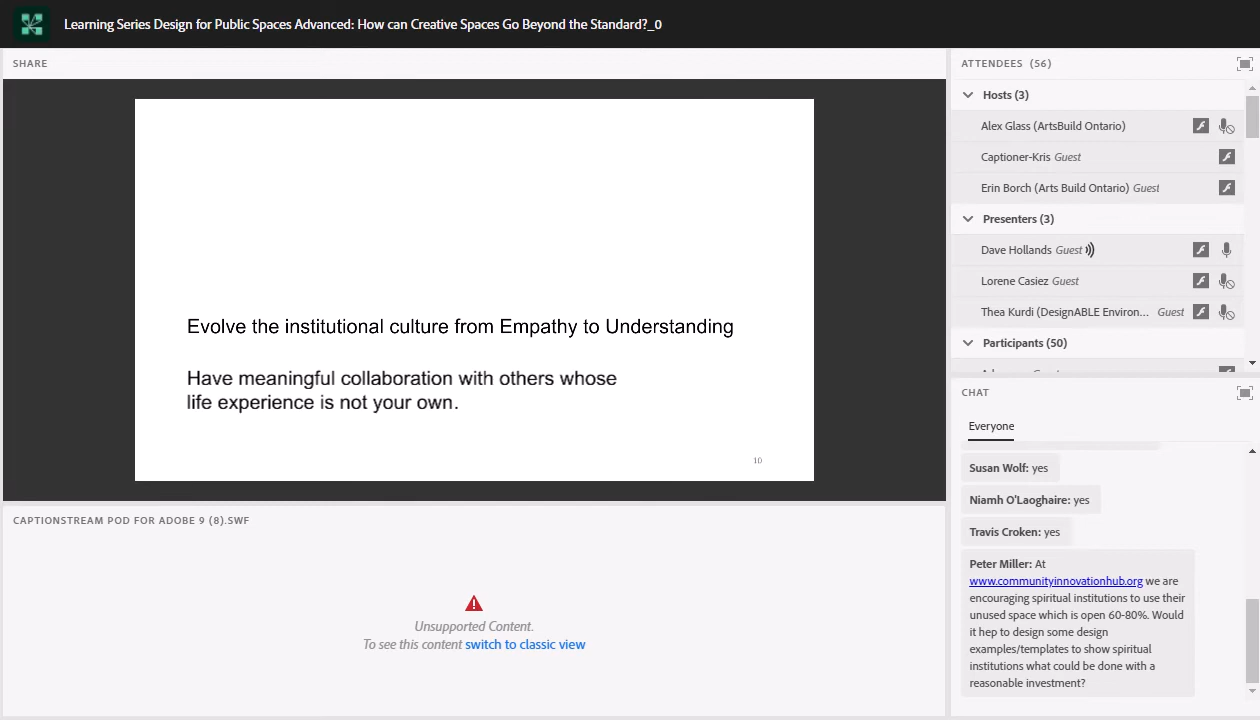 Learning Series Design for Public Spaces Advanced: How can Creative Spaces Go Beyond the Standard?_0
SHARE
Evolve the institutional culture from Empathy to Understanding
Have meaningful collaboration with others whose
life experience is not your own.
10
CAPTIONSTREAM POD FOR ADOBE 9 (8).SWF
Unsupported Content.
To see this content switch to classic view
ATTENDEES (56)
Hosts (3)
Alex Glass (ArtsBuild Ontario)
Captioner-Kris Guest
Erin Borch (Arts Build Ontario) Guest
Presenters (3)
Dave Hollands Guest
Lorene Casiez Guest
Thea Kurdi (DesignABLE Environ... Guest
Participants (50)
CHAT
Everyone
Susan Wolf: yes
Niamh O'Laoghaire: yes
Travis Croken: yes
Peter Miller: At
www.communityinnovationhub.org we are
encouraging spiritual institutions to use their
unused space which is open 60-80%. Would
it hep to design some design
examples/templates to show spiritual
institutions what could be done with a
reasonable investment?